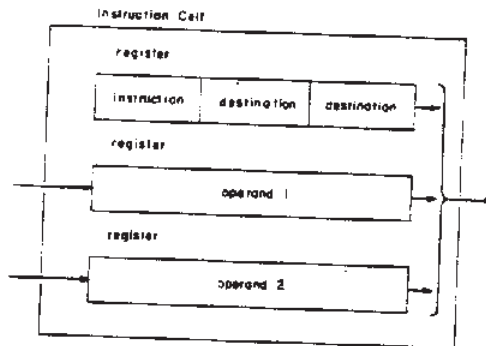 Instruction Cell
register
instruction destination destination
register
operand 1
register
operand 2